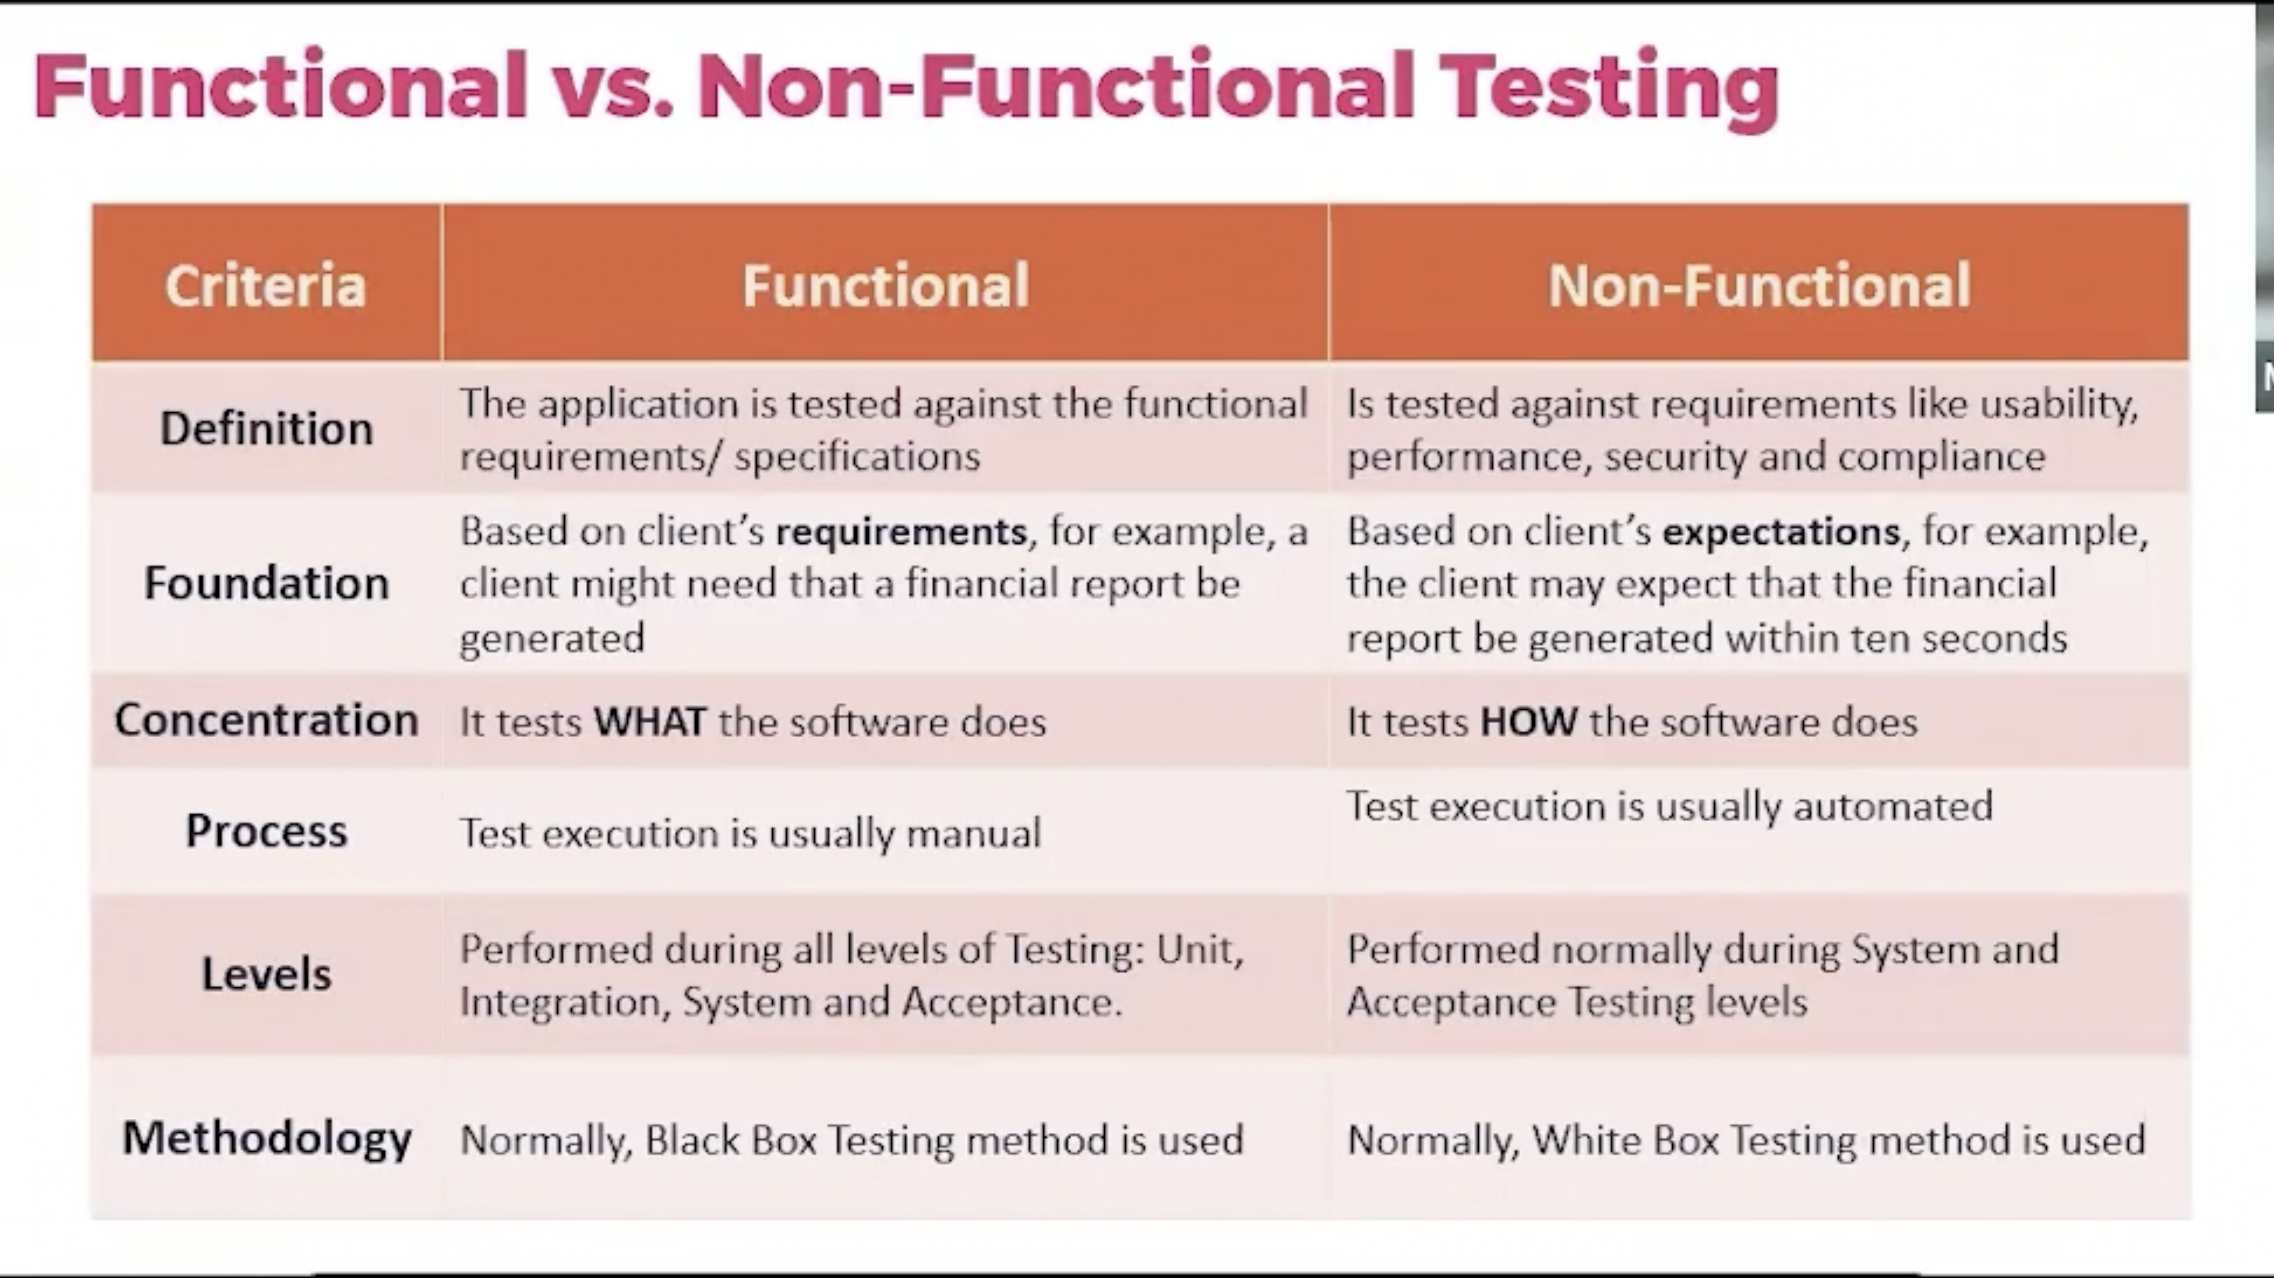 Functional vs. Non-Functional Testing
Criteria
Functional
Non-Functional
Definition
The application is tested against the functional
requirements/ specifications
Is tested against requirements like usability,
performance, security and compliance
Foundation
Based on client’s requirements, for example, a
client might need that a financial report be
generated
Based on client’s expectations, for example,
the client may expect that the financial
report be generated within ten seconds
Concentration
It tests WHAT the software does
It tests HOW the software does
Process
Test execution is usually manual
Test execution is usually automated
Levels
Performed during all levels of Testing: Unit,
Integration, System and Acceptance.
Performed normally during System and
Acceptance Testing levels
Methodology
Normally, Black Box Testing method is used
Normally, White Box Testing method is used